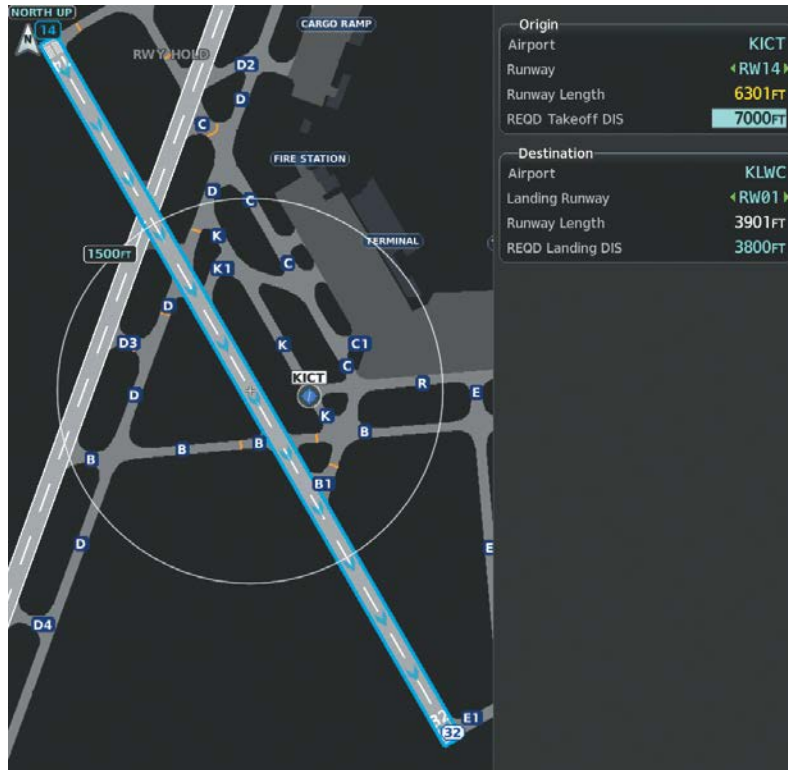 NORTH UP
N
14
14
RWY HOLD
CARGO RAMP
D2
D
C
FIRE STATION
D
C
K
TERMINAL
1500FT
K1
C
D
D3
K
C1
C
KICT
R
D
E
K
B
B
B
B
B1
D
E
D4
32
E1
32
Origin
Airport KICT
Runway RW14
Runway Length 6301FT
REQD Takeoff DIS 7000FT
Destination
Airport KLWC
Landing Runway RW01
Runway Length 3901FT
REQD Landing DIS 3800FT